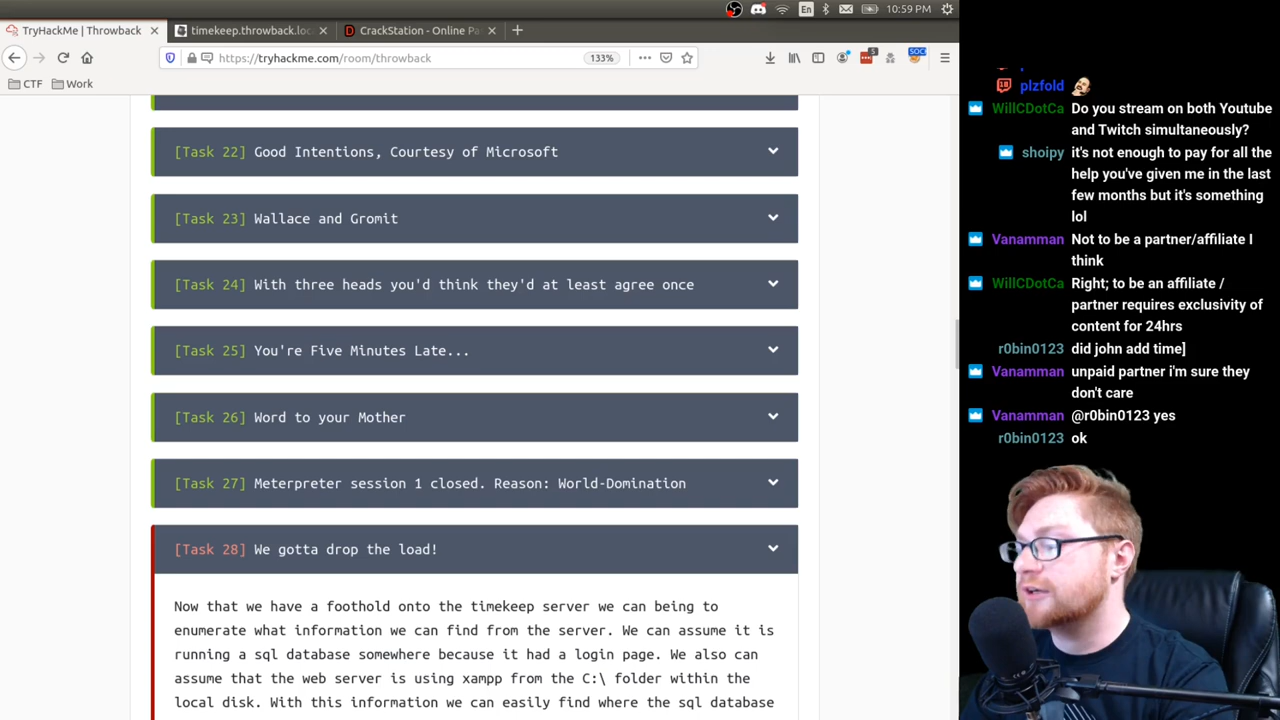 En
10:59 PM
TryHackMe | Throwback
timekeep.throwback.loc
CrackStation - Online Pa
https://tryhackme.com/room/throwback
133%
5
SOC
CTF
Work
[Task 22] Good Intentions, Courtesy of Microsoft
[Task 23] Wallace and Gromit
[Task 24] With three heads you'd think they'd at least agree once
[Task 25] You're Five Minutes Late...
[Task 26] Word to your Mother
[Task 27] Meterpreter session 1 closed. Reason: World-Domination
[Task 28] We gotta drop the load!
Now that we have a foothold onto the timekeep server we can being to
enumerate what information we can find from the server. We can assume it is
running a sql database somewhere because it had a login page. We also can
assume that the web server is using xampp from the C:\ folder within the
local disk. With this information we can easily find where the sql database
plzfold
WillCDotCa Do you stream on both Youtube
and Twitch simultaneously?
shoipy it's not enough to pay for all the
help you've given me in the last
few months but it's something
lol
Vanamman Not to be a partner/affiliate I
think
WillCDotCa Right; to be an affiliate /
partner requires exclusivity of
content for 24hrs
r0bin0123 did john add time]
Vanamman unpaid partner i'm sure they
don't care
Vanamman @r0bin0123 yes
r0bin0123 ok